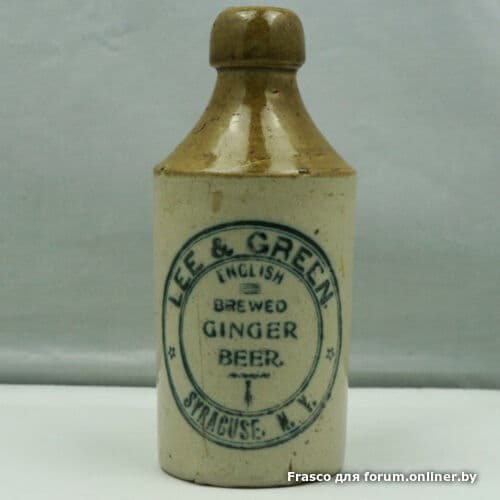 LEE & GREEN.
ENGLISH
BREWED
GINGER
BEER.
SYRACUSE. N. Y.
Frasco для forum.onliner.by